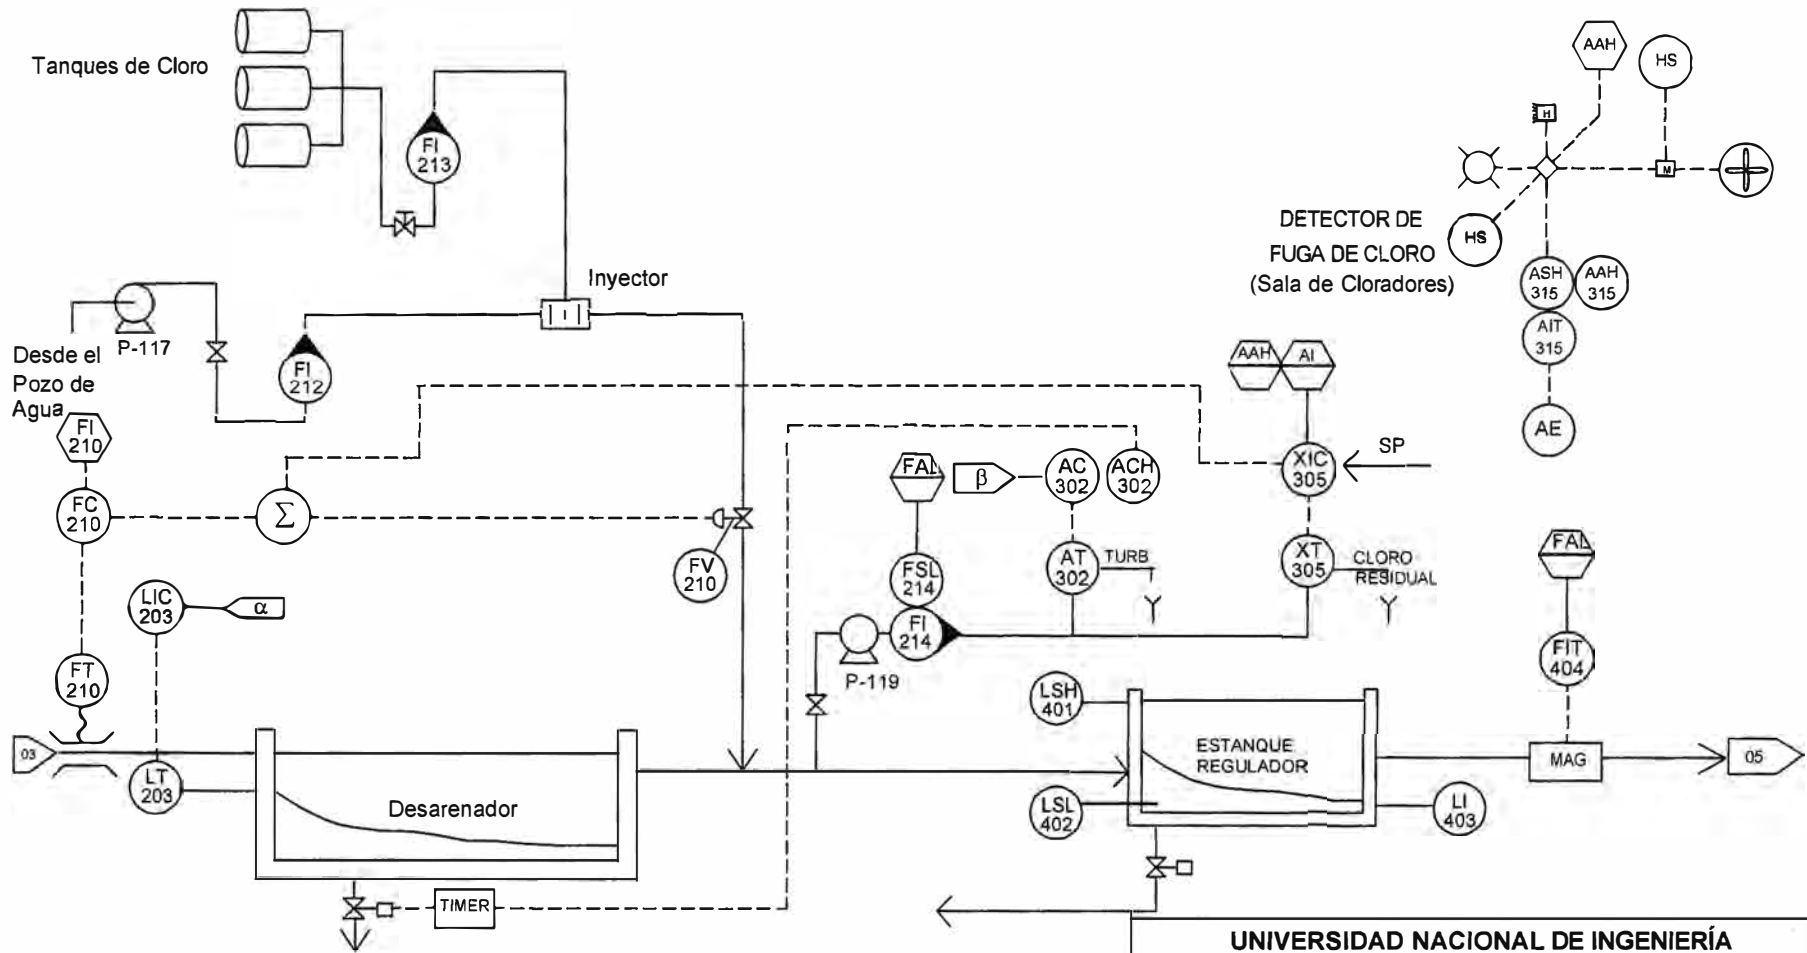 Tanques de Cloro
FI
213
Inyector
P-117
Desde el
Pozo de
Agua
FI
212
FI
210
FC
210
Σ
FV
210
LIC
203
α
FT
210
03
LT
203
Desarenador
TIMER
AAH
HS
H
M
DETECTOR DE
FUGA DE CLORO
(Sala de Cloradores)
HS
ASH
315
AAH
315
AIT
315
AE
AAH
AI
SP
XIC
305
FAL
β
AC
302
ACH
302
FSL
214
AT
302
TURB
XT
305
CLORO
RESIDUAL
FI
214
P-119
FAL
FIT
404
LSH
401
ESTANQUE
REGULADOR
MAG
05
LSL
402
LI
403
UNIVERSIDAD NACIONAL DE INGENIERÍA